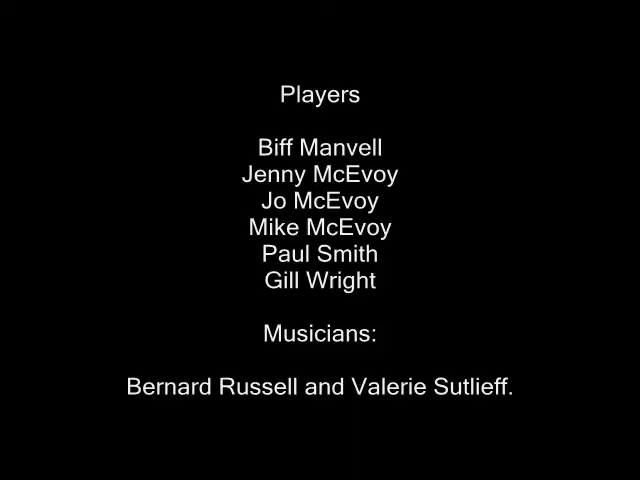 Players
Biff Manvell
Jenny McEvoy
Jo McEvoy
Mike McEvoy
Paul Smith
Gill Wright
Musicians:
Bernard Russell and Valerie Sutlieff.